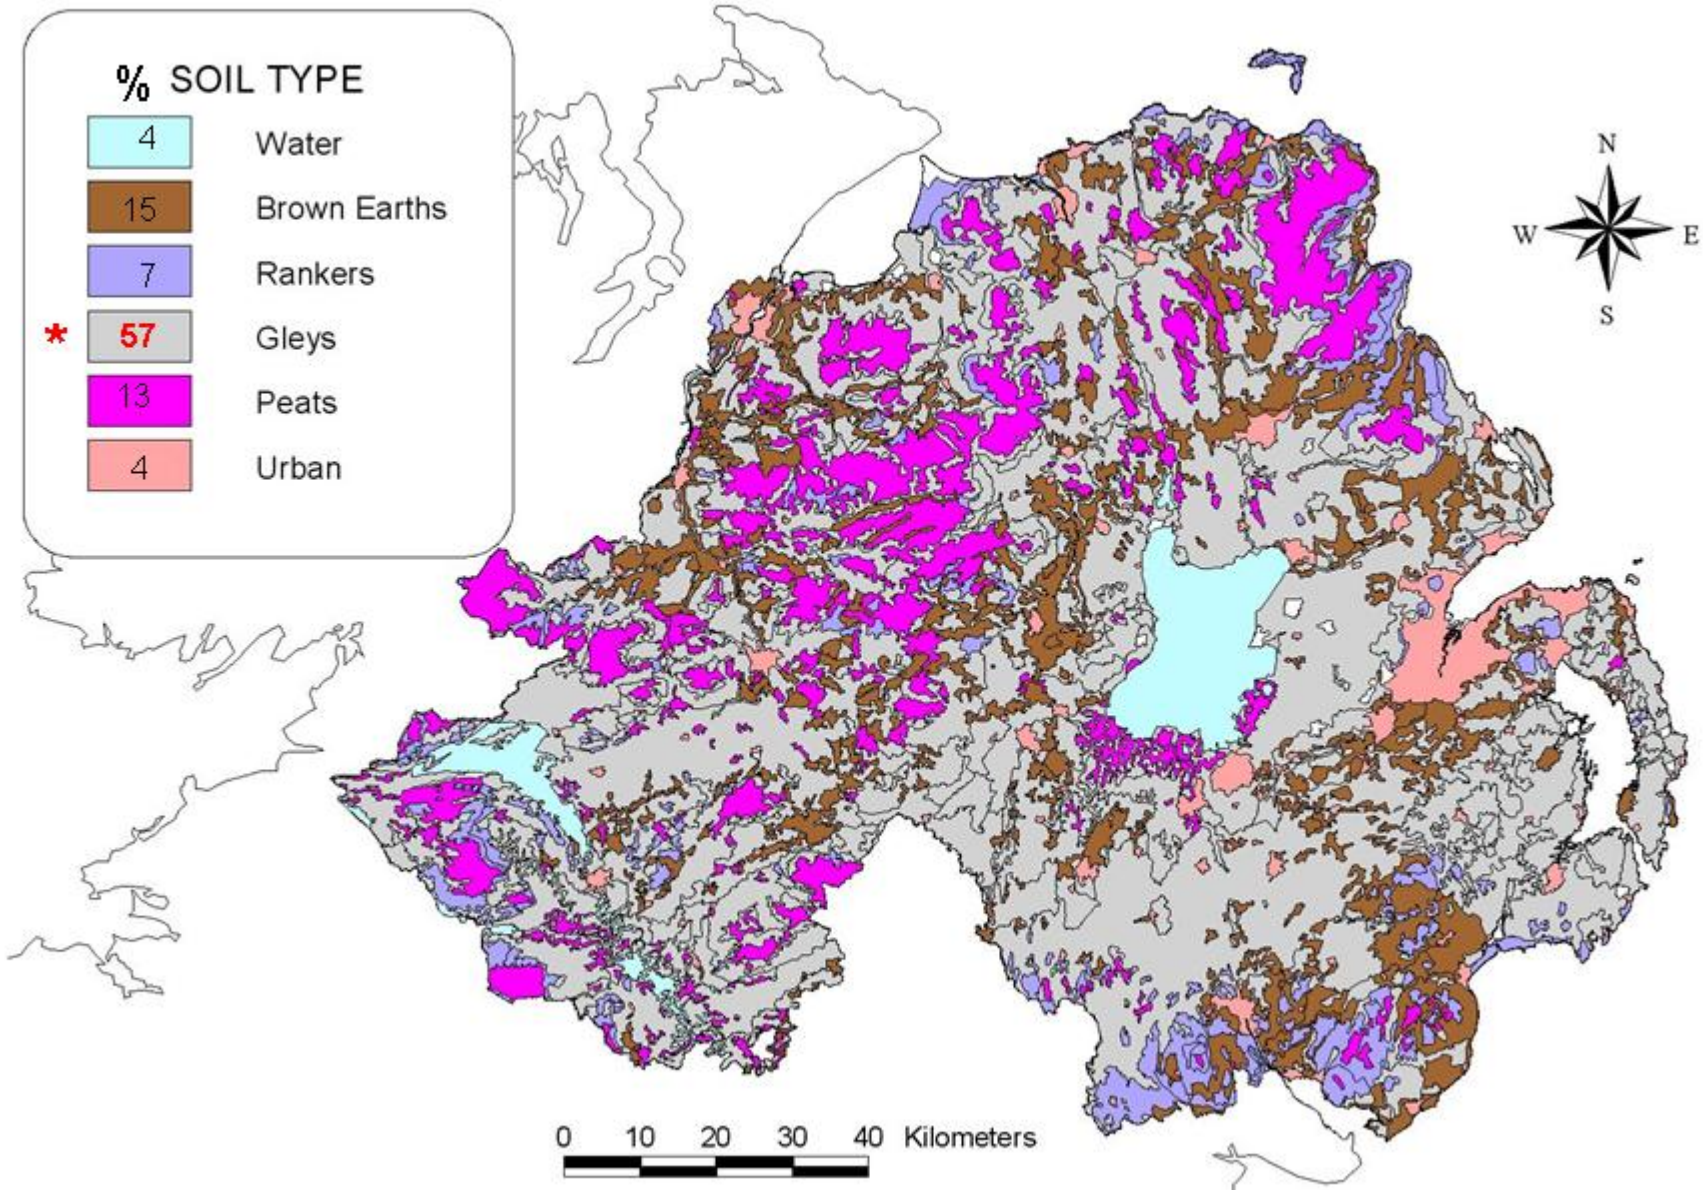 % SOIL TYPE
4 Water
15 Brown Earths
7 Rankers
* 57 Gleys
13 Peats
4 Urban
N
W E
S
0 10 20 30 40 Kilometers